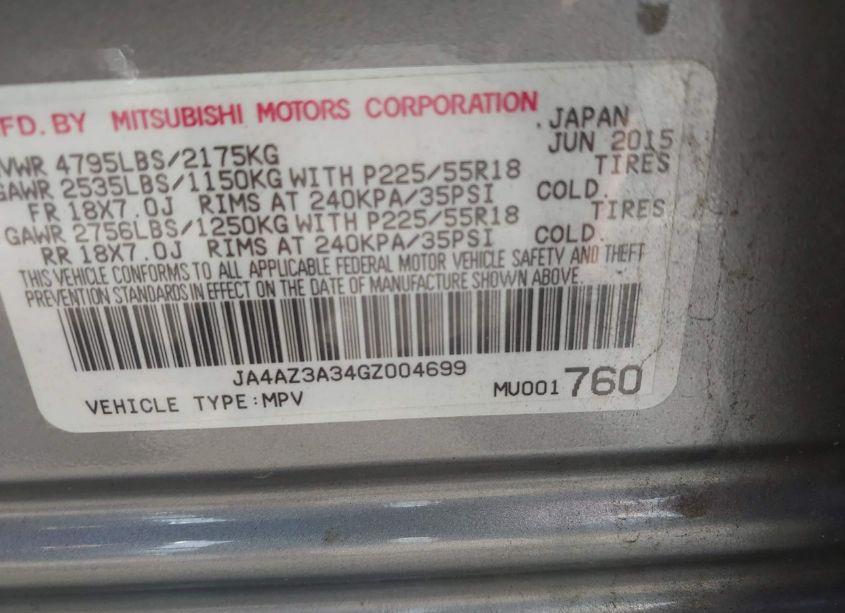 FD. BY MITSUBISHI MOTORS CORPORATION .JAPAN
VWR 4795LBS/2175KG JUN 2015
GAWR 2535LBS/1150KG WITH P225/55R18 TIRES
FR 18X7.0J RIMS AT 240KPA/35PSI COLD.
GAWR 2756LBS/1250KG WITH P225/55R18 TIRES
RR 18X7.0J RIMS AT 240KPA/35PSI COLD.
THIS VEHICLE CONFORMS TO ALL APPLICABLE FEDERAL MOTOR VEHICLE SAFETY AND THEFT
PREVENTION STANDARDS IN EFFECT ON THE DATE OF MANUFACTURE SHOWN ABOVE.
JA4AZ3A34GZ004699
VEHICLE TYPE:MPV MU001 760